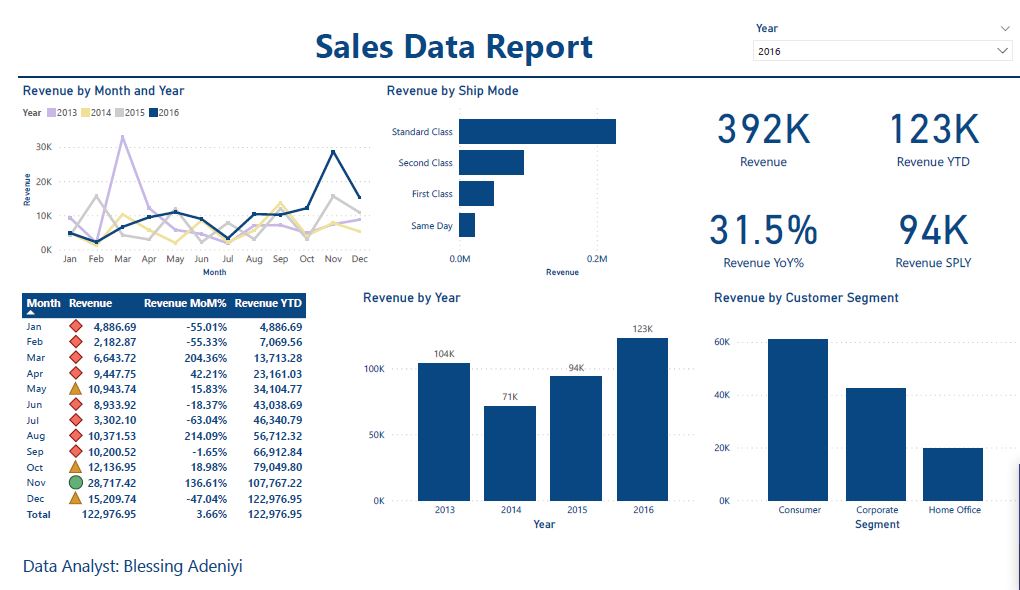 Sales Data Report
Year
2016
Revenue by Month and Year
Year 2013 2014 2015 2016
30K
20K
10K
0K
Revenue
Jan Feb Mar Apr May Jun Jul Aug Sep Oct Nov Dec
Month
Revenue by Ship Mode
Standard Class
Second Class
First Class
Same Day
0.0M 0.2M
Revenue
392K
Revenue
123K
Revenue YTD
31.5%
Revenue YoY%
94K
Revenue SPLY
Month Revenue Revenue MoM% Revenue YTD
Jan 4,886.69 -55.01% 4,886.69
Feb 2,182.87 -55.33% 7,069.56
Mar 6,643.72 204.36% 13,713.28
Apr 9,447.75 42.21% 23,161.03
May 10,943.74 15.83% 34,104.77
Jun 8,933.92 -18.37% 43,038.69
Jul 3,302.10 -63.04% 46,340.79
Aug 10,371.53 214.09% 56,712.32
Sep 10,200.52 -1.65% 66,912.84
Oct 12,136.95 18.98% 79,049.80
Nov 28,717.42 136.61% 107,767.22
Dec 15,209.74 -47.04% 122,976.95
Total 122,976.95 3.66% 122,976.95
Revenue by Year
100K
50K
0K
104K
71K
94K
123K
2013 2014 2015 2016
Year
Revenue by Customer Segment
60K
40K
20K
0K
Consumer Corporate Home Office
Segment
Data Analyst: Blessing Adeniyi